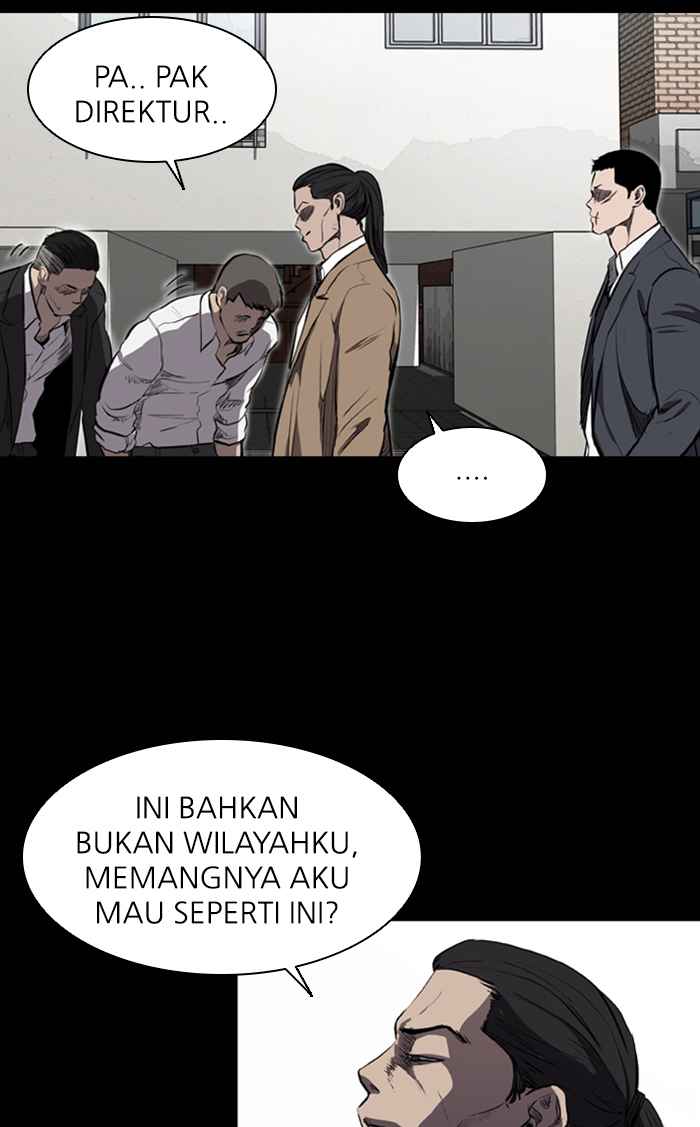 PA.. PAK
DIREKTUR..
....
INI BAHKAN
BUKAN WILAYAHKU,
MEMANGNYA AKU
MAU SEPERTI INI?